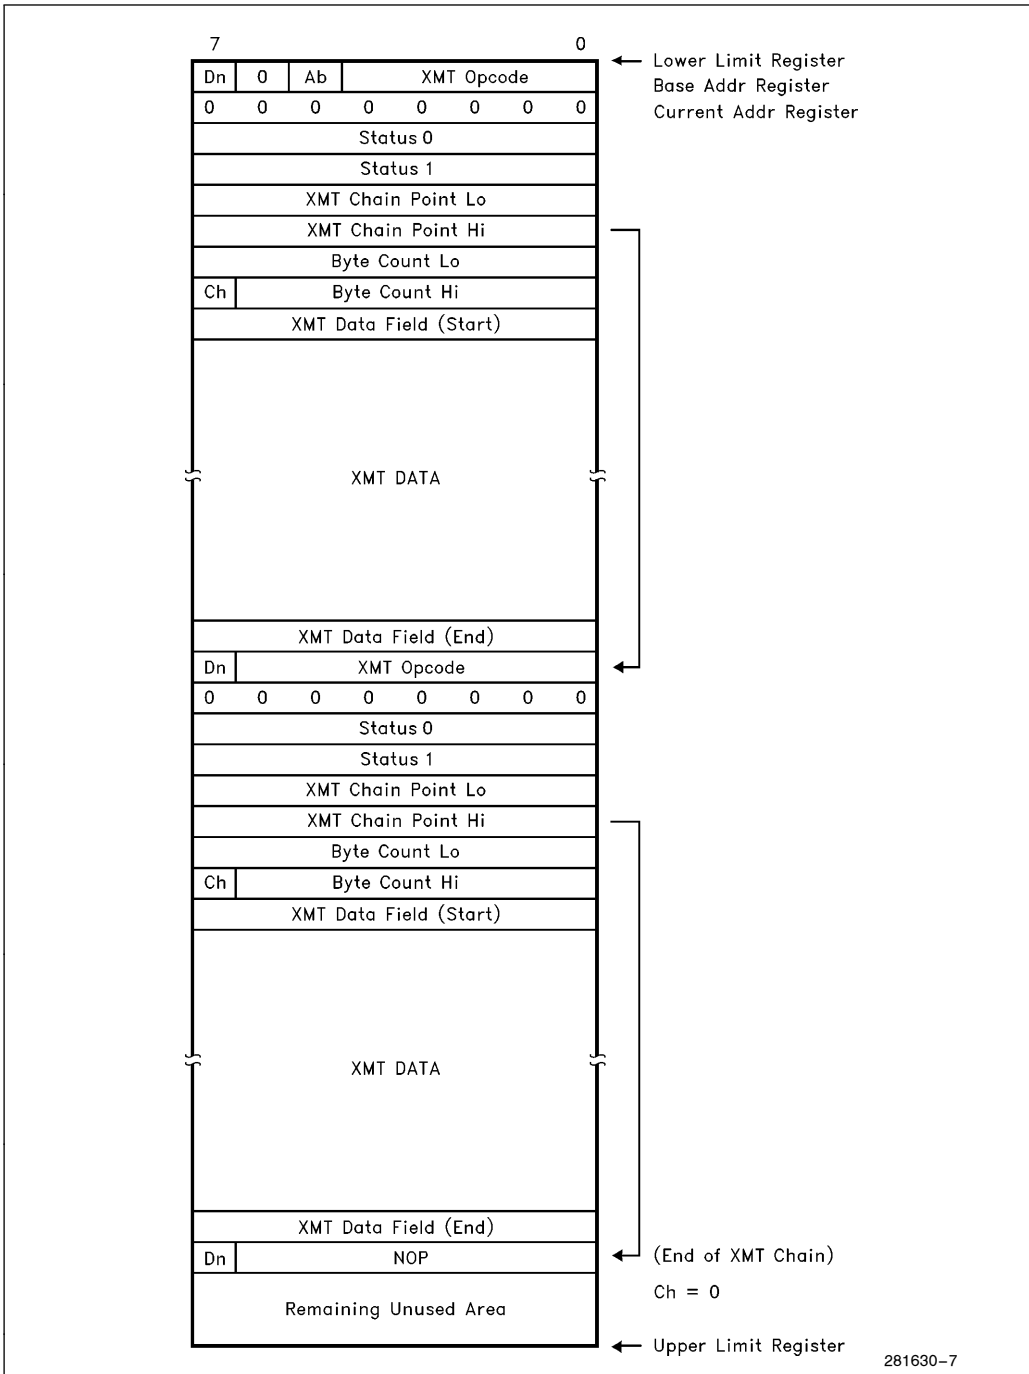 7 0
Dn 0 Ab XMT Opcode
Lower Limit Register
Base Addr Register
Current Addr Register
0 0 0 0 0 0 0 0
Status 0
Status 1
XMT Chain Point Lo
XMT Chain Point Hi
Byte Count Lo
Ch Byte Count Hi
XMT Data Field (Start)
XMT DATA
XMT Data Field (End)
Dn XMT Opcode
0 0 0 0 0 0 0 0
Status 0
Status 1
XMT Chain Point Lo
XMT Chain Point Hi
Byte Count Lo
Ch Byte Count Hi
XMT Data Field (Start)
XMT DATA
XMT Data Field (End)
Dn NOP
(End of XMT Chain)
Ch = 0
Remaining Unused Area
Upper Limit Register
281630-7